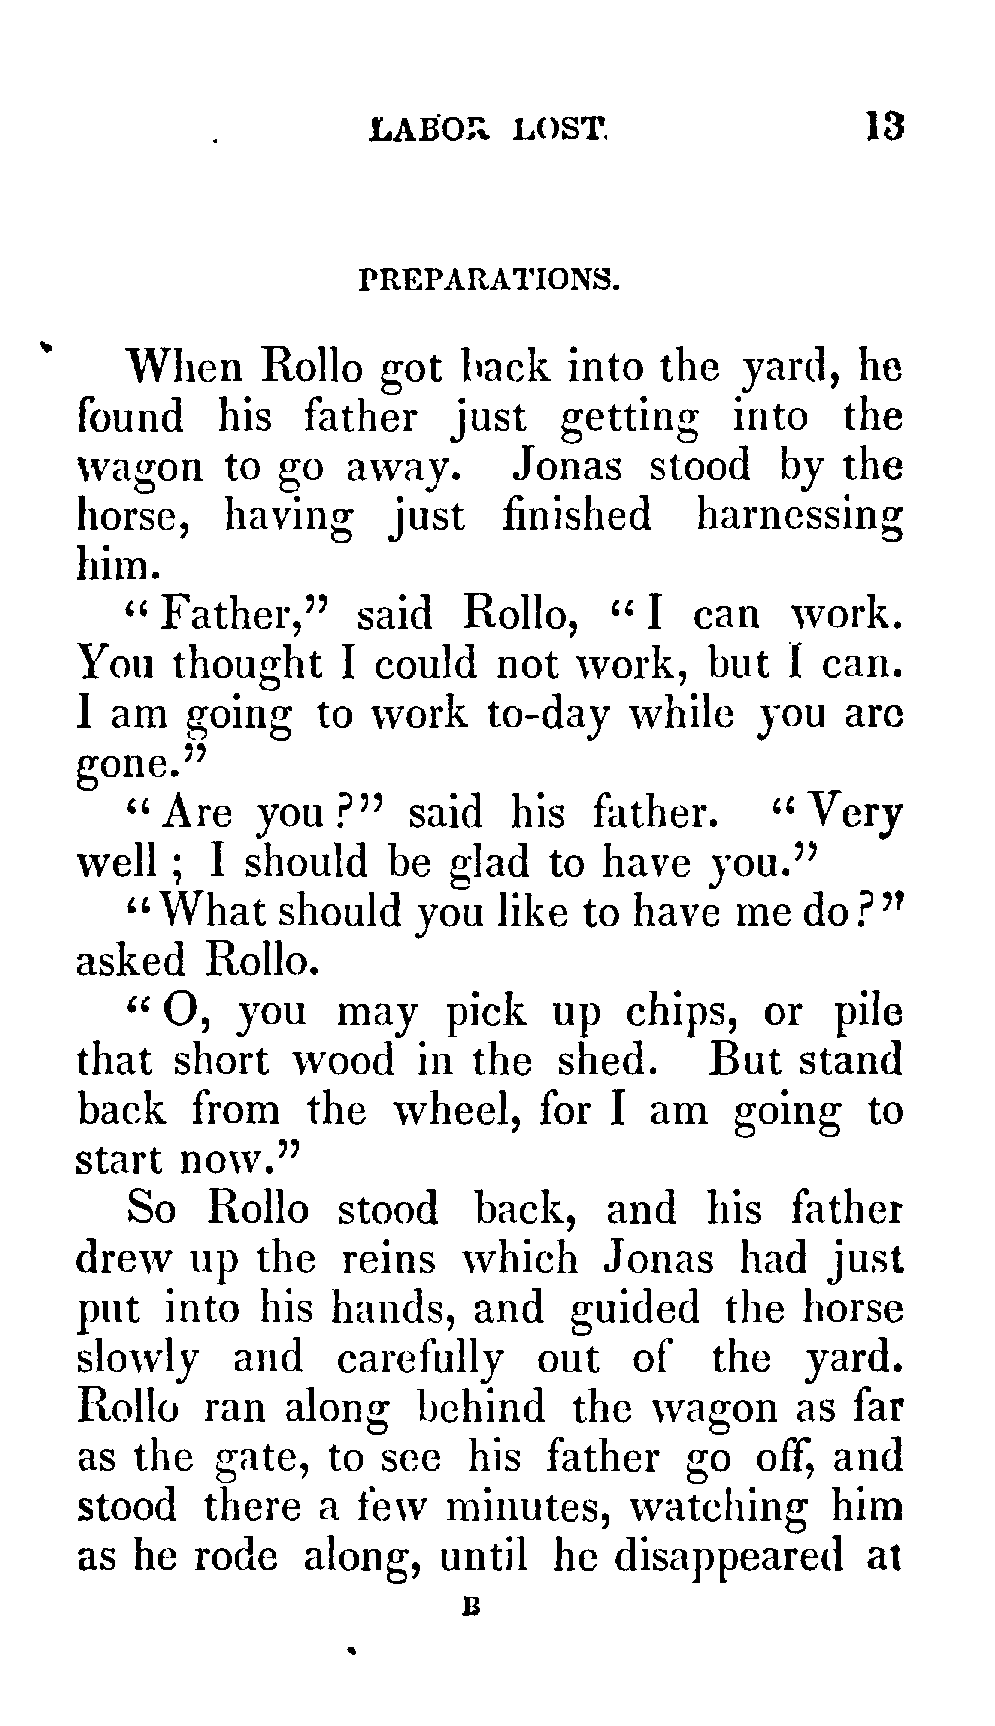 LABOR LOST. 13
PREPARATIONS.
When Rollo got back into the yard, he
found his father just getting into the
wagon to go away. Jonas stood by the
horse, having just finished harnessing
him.
“Father,” said Rollo, “I can work.
You thought I could not work, but I can.
I am going to work to-day while you are
gone.”
“Are you?” said his father. “Very
well; I should be glad to have you.”
“What should you like to have me do?”
asked Rollo.
“O, you may pick up chips, or pile
that short wood in the shed. But stand
back from the wheel, for I am going to
start now.”
So Rollo stood back, and his father
drew up the reins which Jonas had just
put into his hands, and guided the horse
slowly and carefully out of the yard.
Rollo ran along behind the wagon as far
as the gate, to see his father go off, and
stood there a few minutes, watching him
as he rode along, until he disappeared at
B